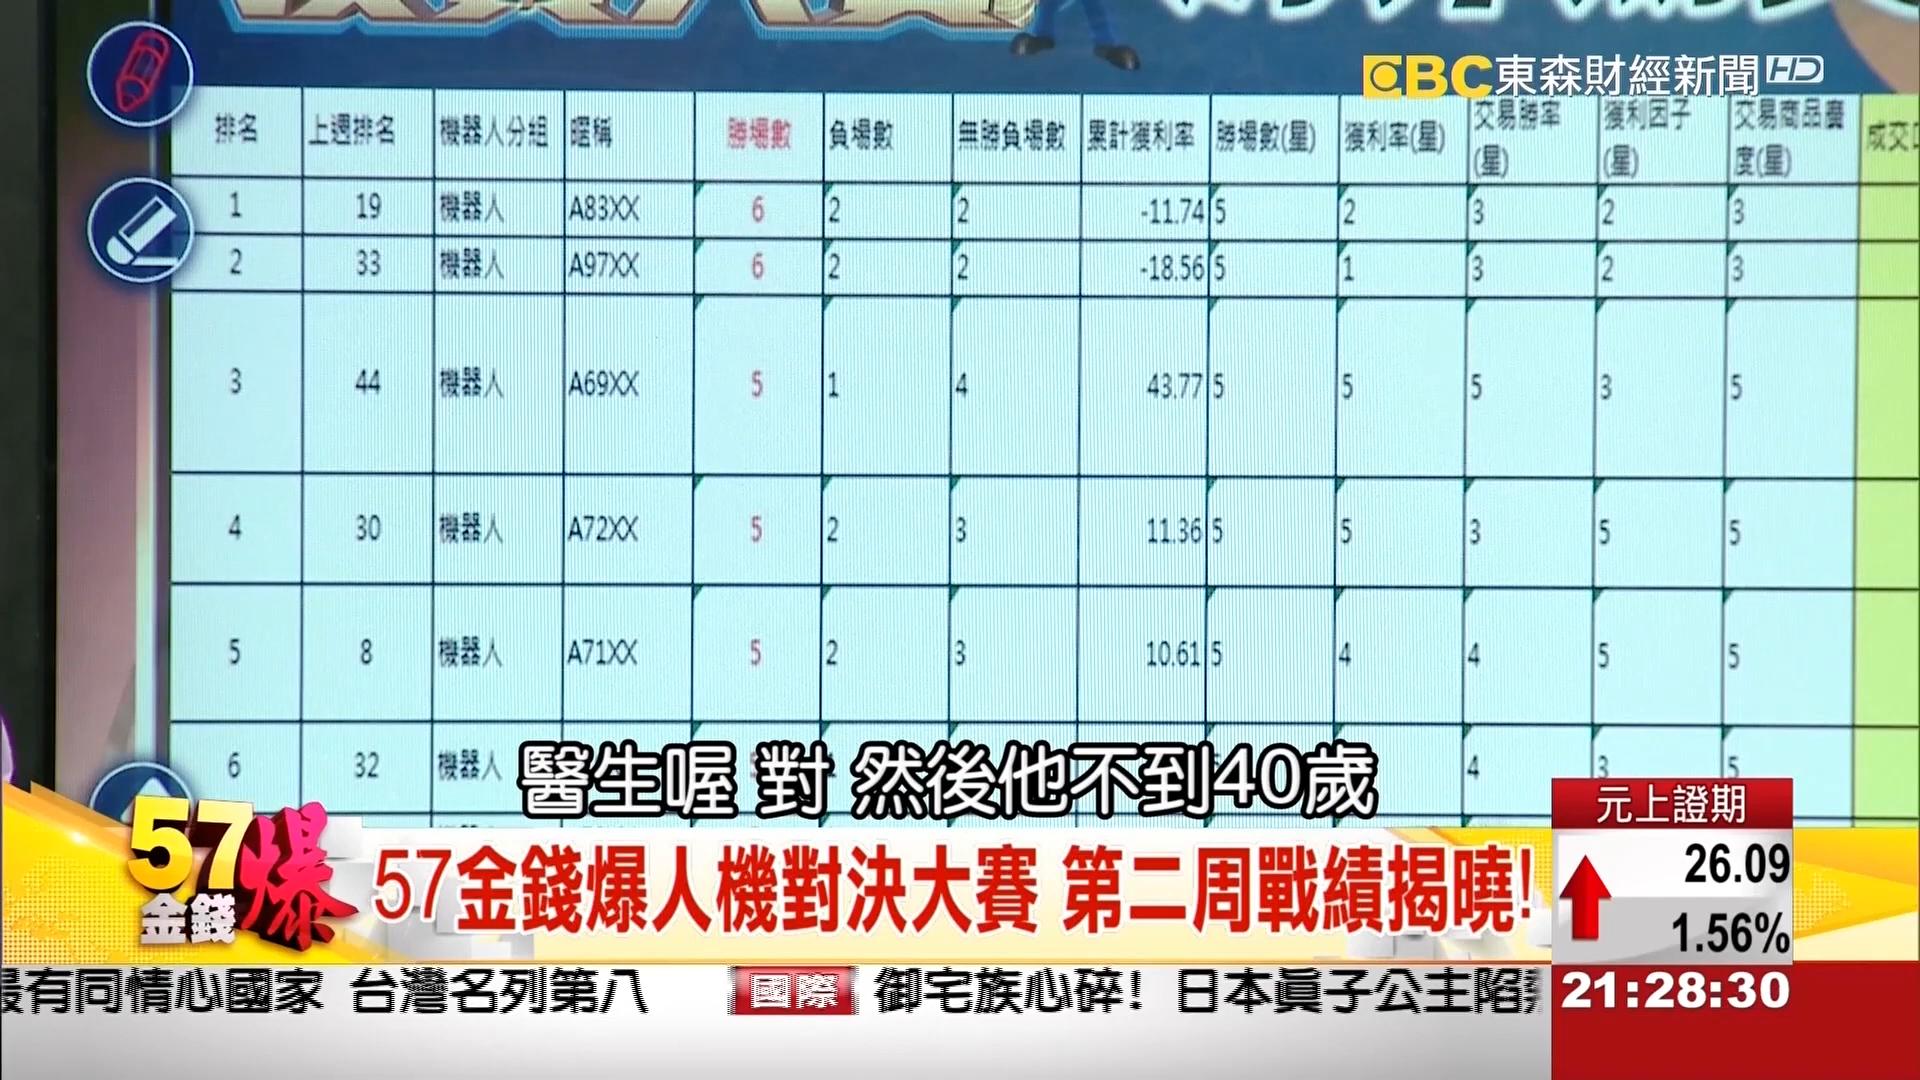 EBC東森財經新聞HD
排名 上週排名 機器人分組 暱稱 勝場數 負場數 無勝負場數 累計獲利率 勝場數(星) 獲利率(星) 交易勝率(星) 獲利因子(星) 交易商品廣度(星) 成交
1 19 機器人 A83XX 6 2 2 -11.74 5 2 3 2 3
2 33 機器人 A97XX 6 2 2 -18.56 5 1 3 2 3
3 44 機器人 A69XX 5 1 4 43.77 5 5 5 3 5
4 30 機器人 A72XX 5 2 3 11.36 5 5 3 5 5
5 8 機器人 A71XX 5 2 3 10.61 5 4 4 5 5
6 32 機器人 4 3 5
醫生喔 對 然後他不到40歲
57金錢爆
57金錢爆人機對決大賽 第二周戰績揭曉!
元上證期
26.09
1.56%
最有同情心國家 台灣名列第八 國際 御宅族心碎! 日本真子公主陷
21:28:30